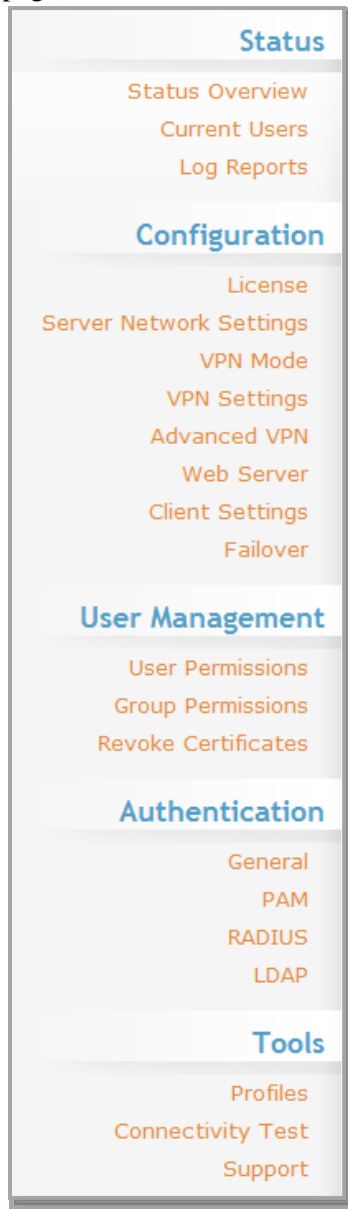 Status
Status Overview
Current Users
Log Reports
Configuration
License
Server Network Settings
VPN Mode
VPN Settings
Advanced VPN
Web Server
Client Settings
Failover
User Management
User Permissions
Group Permissions
Revoke Certificates
Authentication
General
PAM
RADIUS
LDAP
Tools
Profiles
Connectivity Test
Support